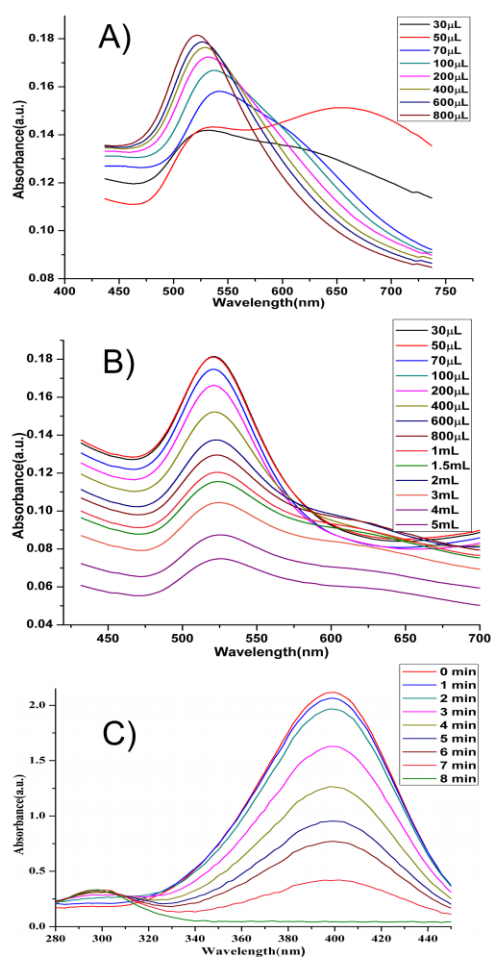 A)
Absorbance(a.u.)
0.18
0.16
0.14
0.12
0.10
0.08
30μL
50μL
70μL
100μL
200μL
400μL
600μL
800μL
400 450 500 550 600 650 700 750
Wavelength(nm)
B)
Absorbance(a.u.)
0.18
0.16
0.14
0.12
0.10
0.08
0.06
0.04
30μL
50μL
70μL
100μL
200μL
400μL
600μL
800μL
1mL
1.5mL
2mL
3mL
4mL
5mL
450 500 550 600 650 700
Wavelength(nm)
C)
Absorbance(a.u.)
2.0
1.5
1.0
0.5
0.0
0 min
1 min
2 min
3 min
4 min
5 min
6 min
7 min
8 min
280 300 320 340 360 380 400 420 440
Wavelength(nm)